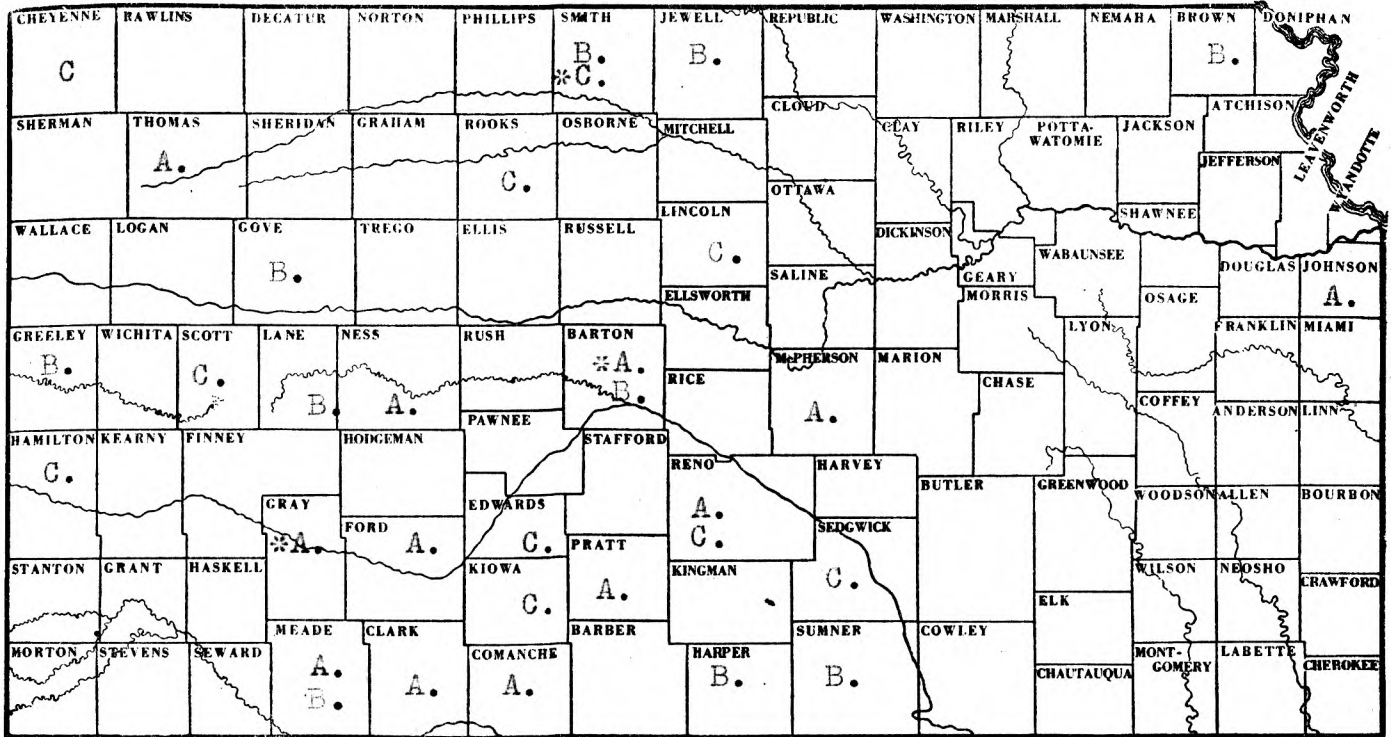 CHEYENNE RAWLINS DECATUR NORTON PHILLIPS SMITH JEWELL REPUBLIC WASHINGTON MARSHALL NEMAHA BROWN DONIPHAN
C B. B. B.
*C.
CLOUD ATCHISON
SHERMAN THOMAS SHERIDAN GRAHAM ROOKS OSBORNE MITCHELL CLAY RILEY POTTA-
WATOMIE JACKSON LEAVENWORTH
A. C. JEFFERSON WYANDOTTE
OTTAWA
LINCOLN SHAWNEE
WALLACE LOGAN GOVE TREGO ELLIS RUSSELL DICKINSON
B. C. WABAUNSEE
SALINE GEARY DOUGLAS JOHNSON
A.
ELLSWORTH MORRIS OSAGE
GREELEY WICHITA SCOTT LANE NESS RUSH BARTON LYON FRANKLIN MIAMI
B. C. *A. McPHERSON MARION
RICE CHASE
B. A. B. A. COFFEY
PAWNEE ANDERSON LINN
HAMILTON KEARNY FINNEY HODGEMAN STAFFORD
C. RENO HARVEY
BUTLER GREENWOOD WOODSON ALLEN BOURBON
GRAY EDWARDS A.
FORD SEDGWICK
*A. A. C. PRATT C.
STANTON GRANT HASKELL KIOWA KINGMAN WILSON NEOSHO
C. A. C. CRAWFORD
ELK
MEADE CLARK BARBER SUMNER COWLEY
MORTON STEVENS SEWARD COMANCHE HARPER MONT-
GOMERY LABETTE
A. A. A. B. B. CHAUTAUQUA CHEROKEE
B.